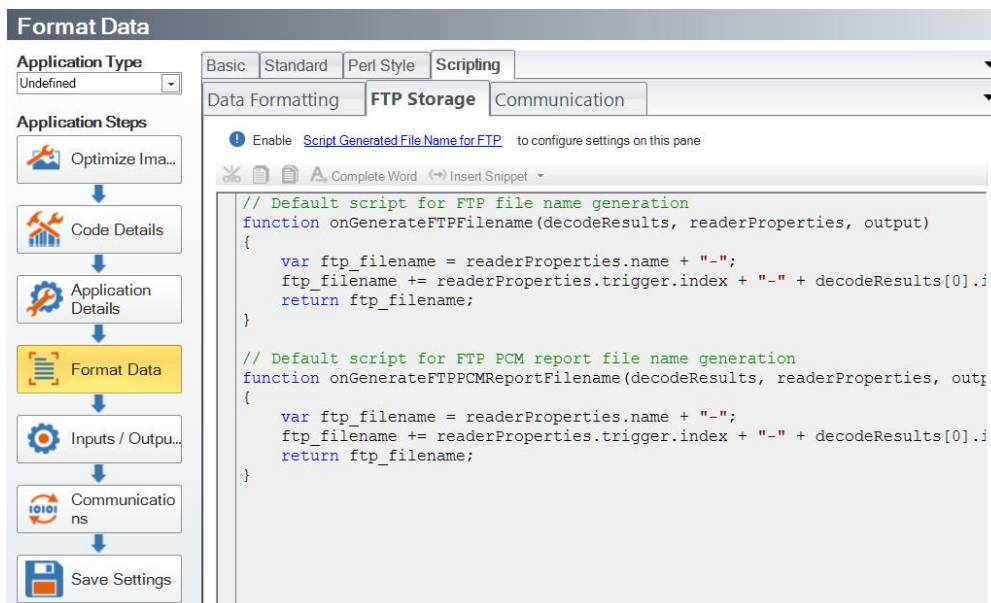 Format Data
Application Type
Undefined
Application Steps
Optimize Ima...
Code Details
Application
Details
Format Data
Inputs / Outpu...
Communicatio
ns
Save Settings
Basic Standard Perl Style Scripting
Data Formatting FTP Storage Communication
Enable Script Generated File Name for FTP to configure settings on this pane
Complete Word Insert Snippet
// Default script for FTP file name generation
function onGenerateFTPFilename(decodeResults, readerProperties, output)
{
    var ftp_filename = readerProperties.name + "-";
    ftp_filename += readerProperties.trigger.index + "-" + decodeResults[0].i
    return ftp_filename;
}
// Default script for FTP PCM report file name generation
function onGenerateFTPPCMReportFilename(decodeResults, readerProperties, outp
{
    var ftp_filename = readerProperties.name + "-";
    ftp_filename += readerProperties.trigger.index + "-" + decodeResults[0].i
    return ftp_filename;
}